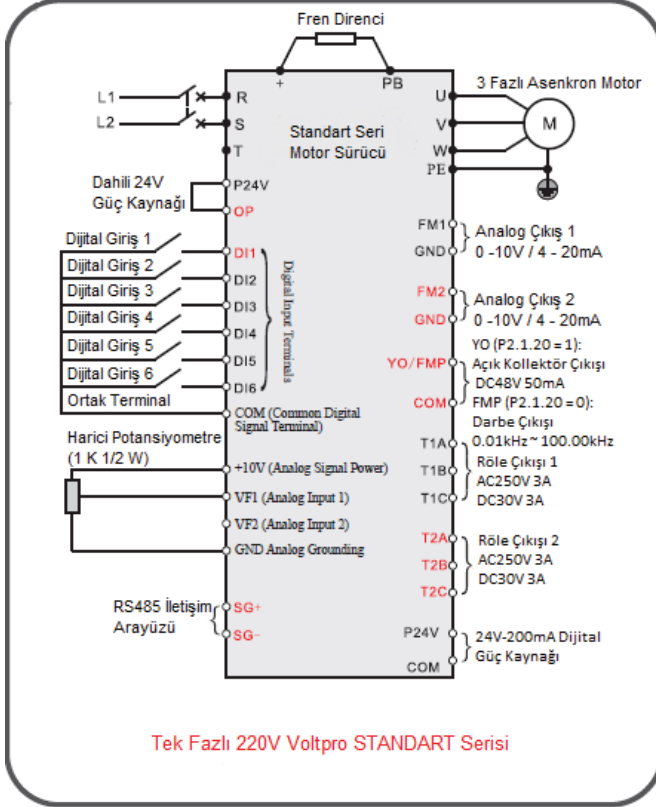 Fren Direnci
+
PB
L1
R
L2
S
T
Standart Seri
Motor Sürücü
U
V
W
PE
3 Fazlı Asenkron Motor
M
Dahili 24V
Güç Kaynağı
P24V
OP
Dijital Giriş 1
Dijital Giriş 2
Dijital Giriş 3
Dijital Giriş 4
Dijital Giriş 5
Dijital Giriş 6
Ortak Terminal
DI1
DI2
DI3
DI4
DI5
DI6
Digital Input Terminals
COM (Common Digital
Signal Terminal)
Harici Potansiyometre
(1 K 1/2 W)
+10V (Analog Signal Power)
VF1 (Analog Input 1)
VF2 (Analog Input 2)
GND Analog Grounding
RS485 İletişim
Arayüzü
SG+
SG-
FM1
GND
Analog Çıkış 1
0 -10V / 4 - 20mA
FM2
GND
Analog Çıkış 2
0 -10V / 4 - 20mA
YO/FMP
COM
YO (P2.1.20 = 1):
Açık Kollektör Çıkışı
DC48V 50mA
FMP (P2.1.20 = 0):
Darbe Çıkışı
0.01kHz ~ 100.00kHz
T1A
T1B
T1C
Röle Çıkışı 1
AC250V 3A
DC30V 3A
T2A
T2B
T2C
Röle Çıkışı 2
AC250V 3A
DC30V 3A
P24V
COM
24V-200mA Dijital
Güç Kaynağı
Tek Fazlı 220V Voltpro STANDART Serisi